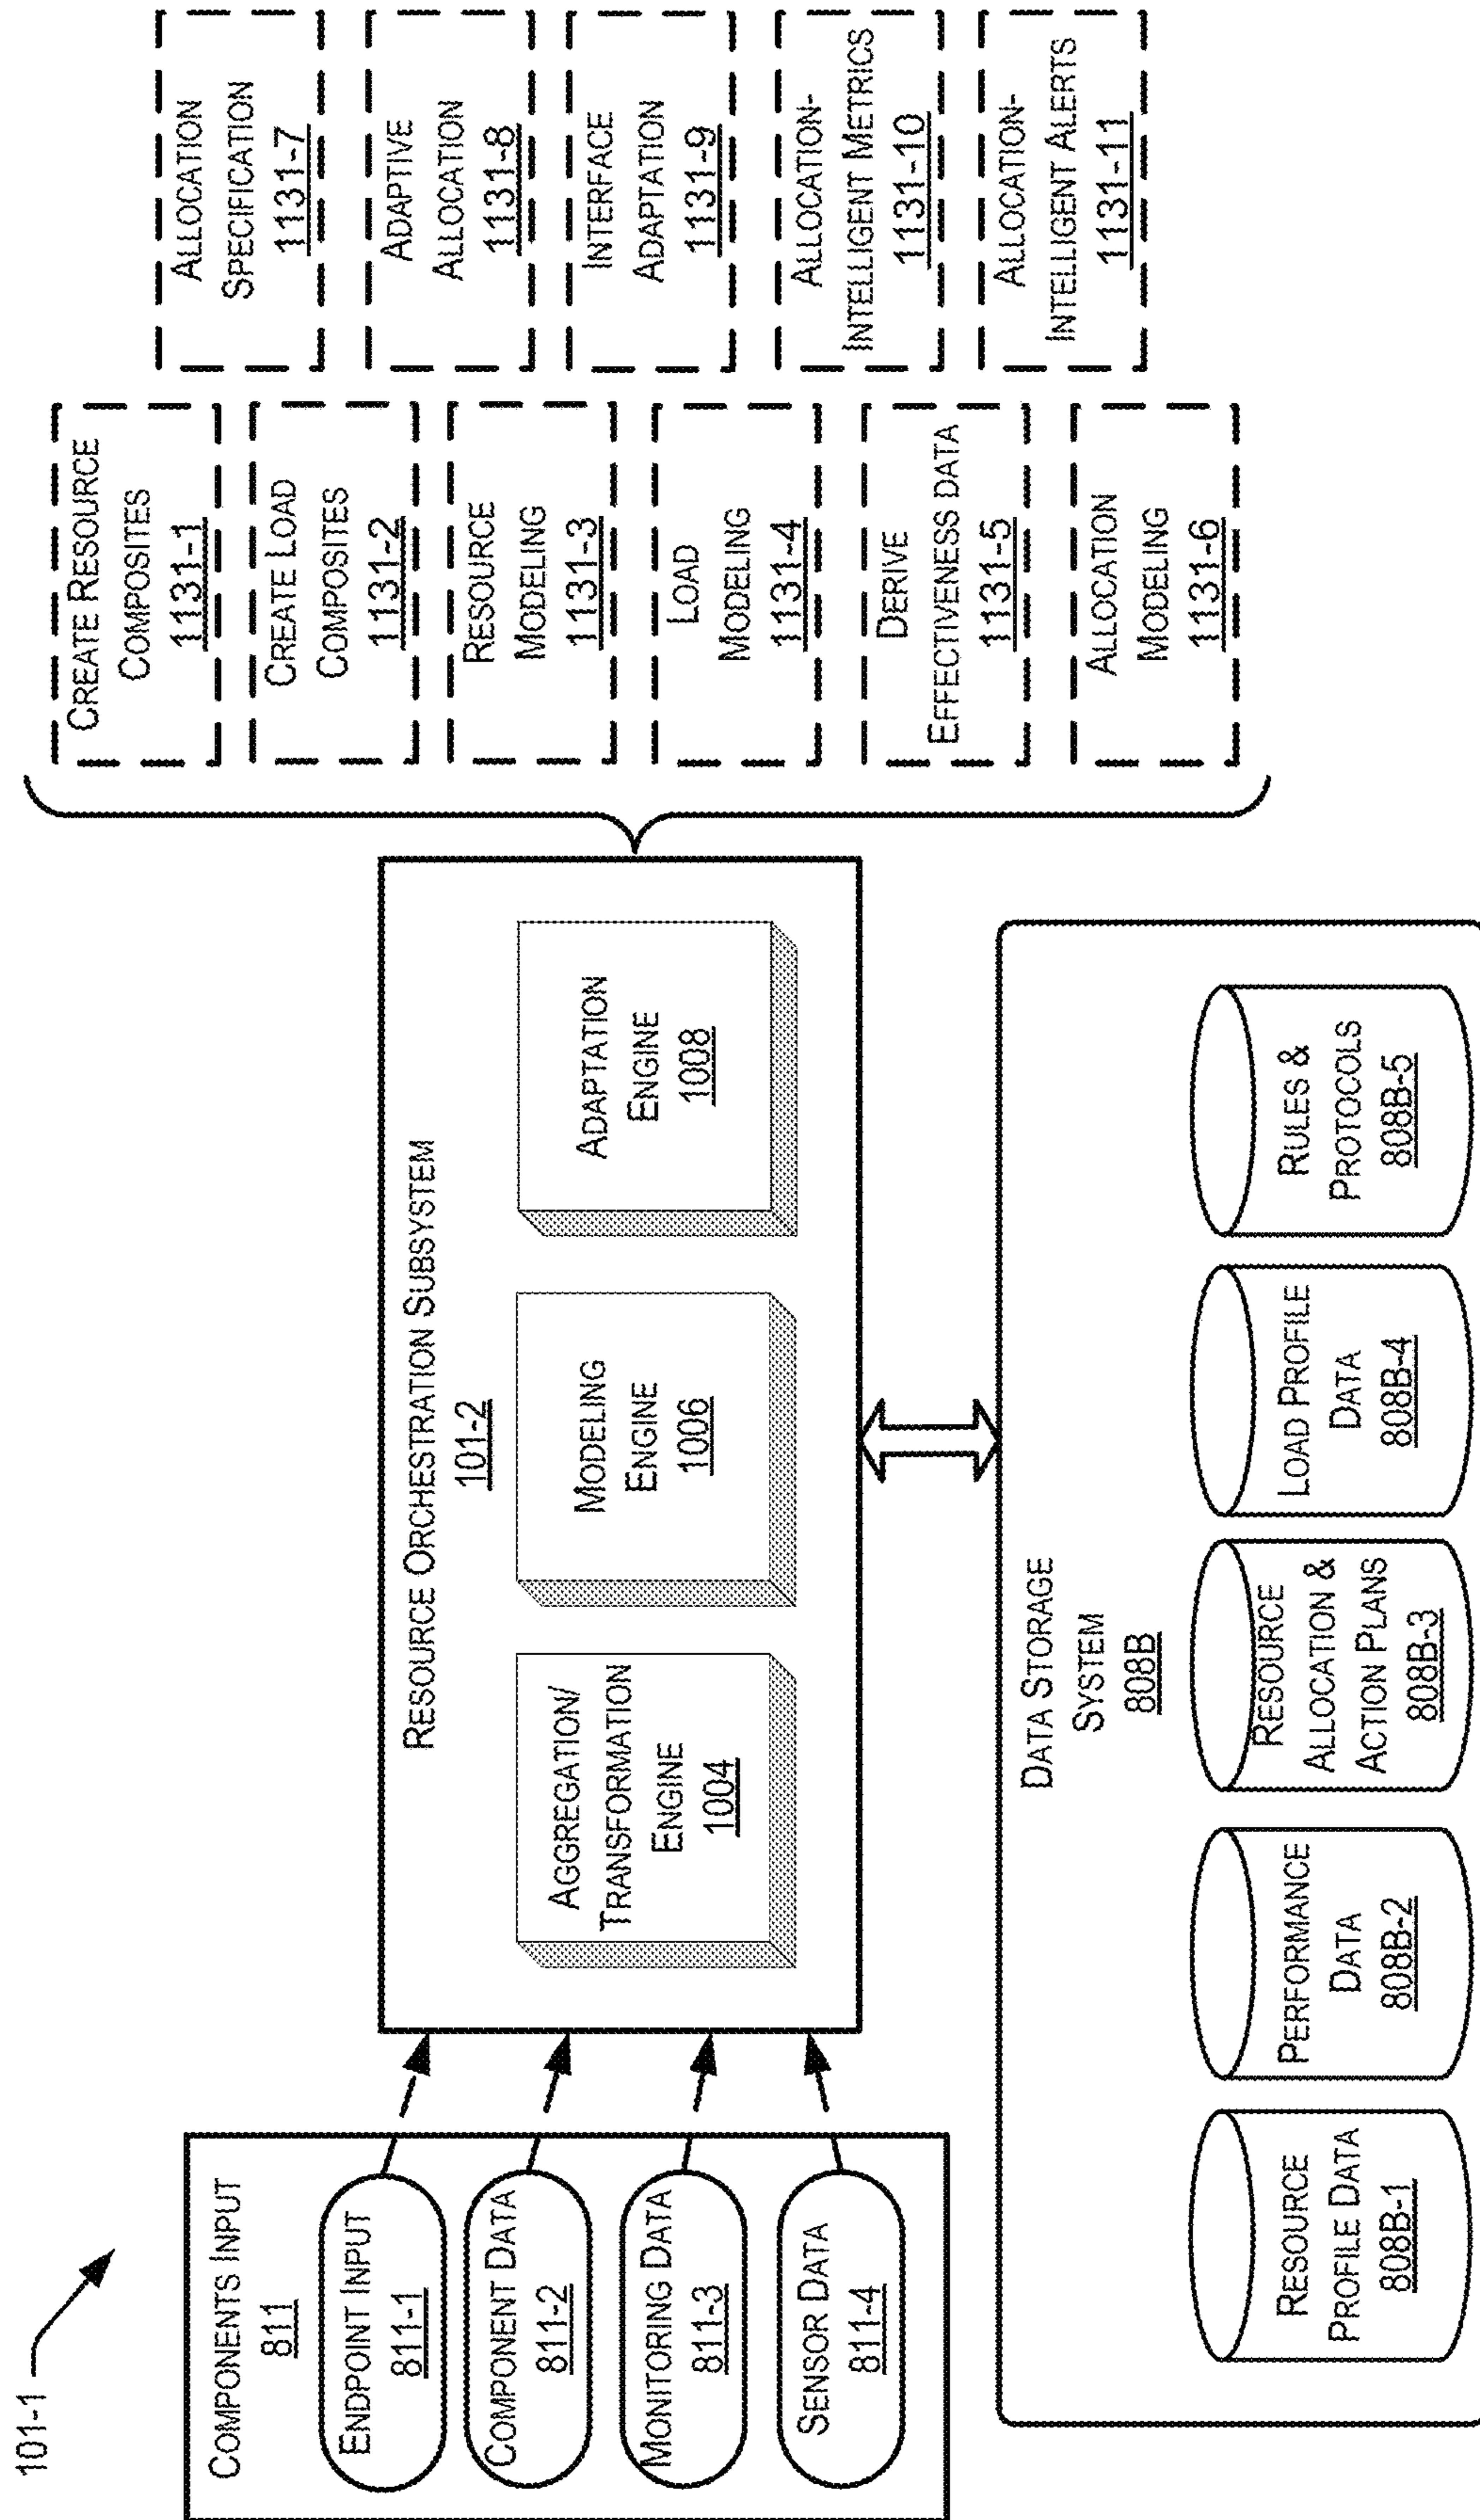 101-1
COMPONENTS INPUT
811
ENDPOINT INPUT
811-1
COMPONENT DATA
811-2
MONITORING DATA
811-3
SENSOR DATA
811-4
RESOURCE ORCHESTRATION SUBSYSTEM
101-2
AGGREGATION/
TRANSFORMATION
ENGINE
1004
MODELING
ENGINE
1006
ADAPTATION
ENGINE
1008
DATA STORAGE
SYSTEM
808B
RESOURCE
PROFILE DATA
808B-1
PERFORMANCE
DATA
808B-2
RESOURCE
ALLOCATION &
ACTION PLANS
808B-3
LOAD PROFILE
DATA
808B-4
RULES &
PROTOCOLS
808B-5
CREATE RESOURCE
COMPOSITES
1131-1
CREATE LOAD
COMPOSITES
1131-2
RESOURCE
MODELING
1131-3
LOAD
MODELING
1131-4
DERIVE
EFFECTIVENESS DATA
1131-5
ALLOCATION
MODELING
1131-6
ALLOCATION
SPECIFICATION
1131-7
ADAPTIVE
ALLOCATION
1131-8
INTERFACE
ADAPTATION
1131-9
ALLOCATION-
INTELLIGENT METRICS
1131-10
ALLOCATION-
INTELLIGENT ALERTS
1131-11